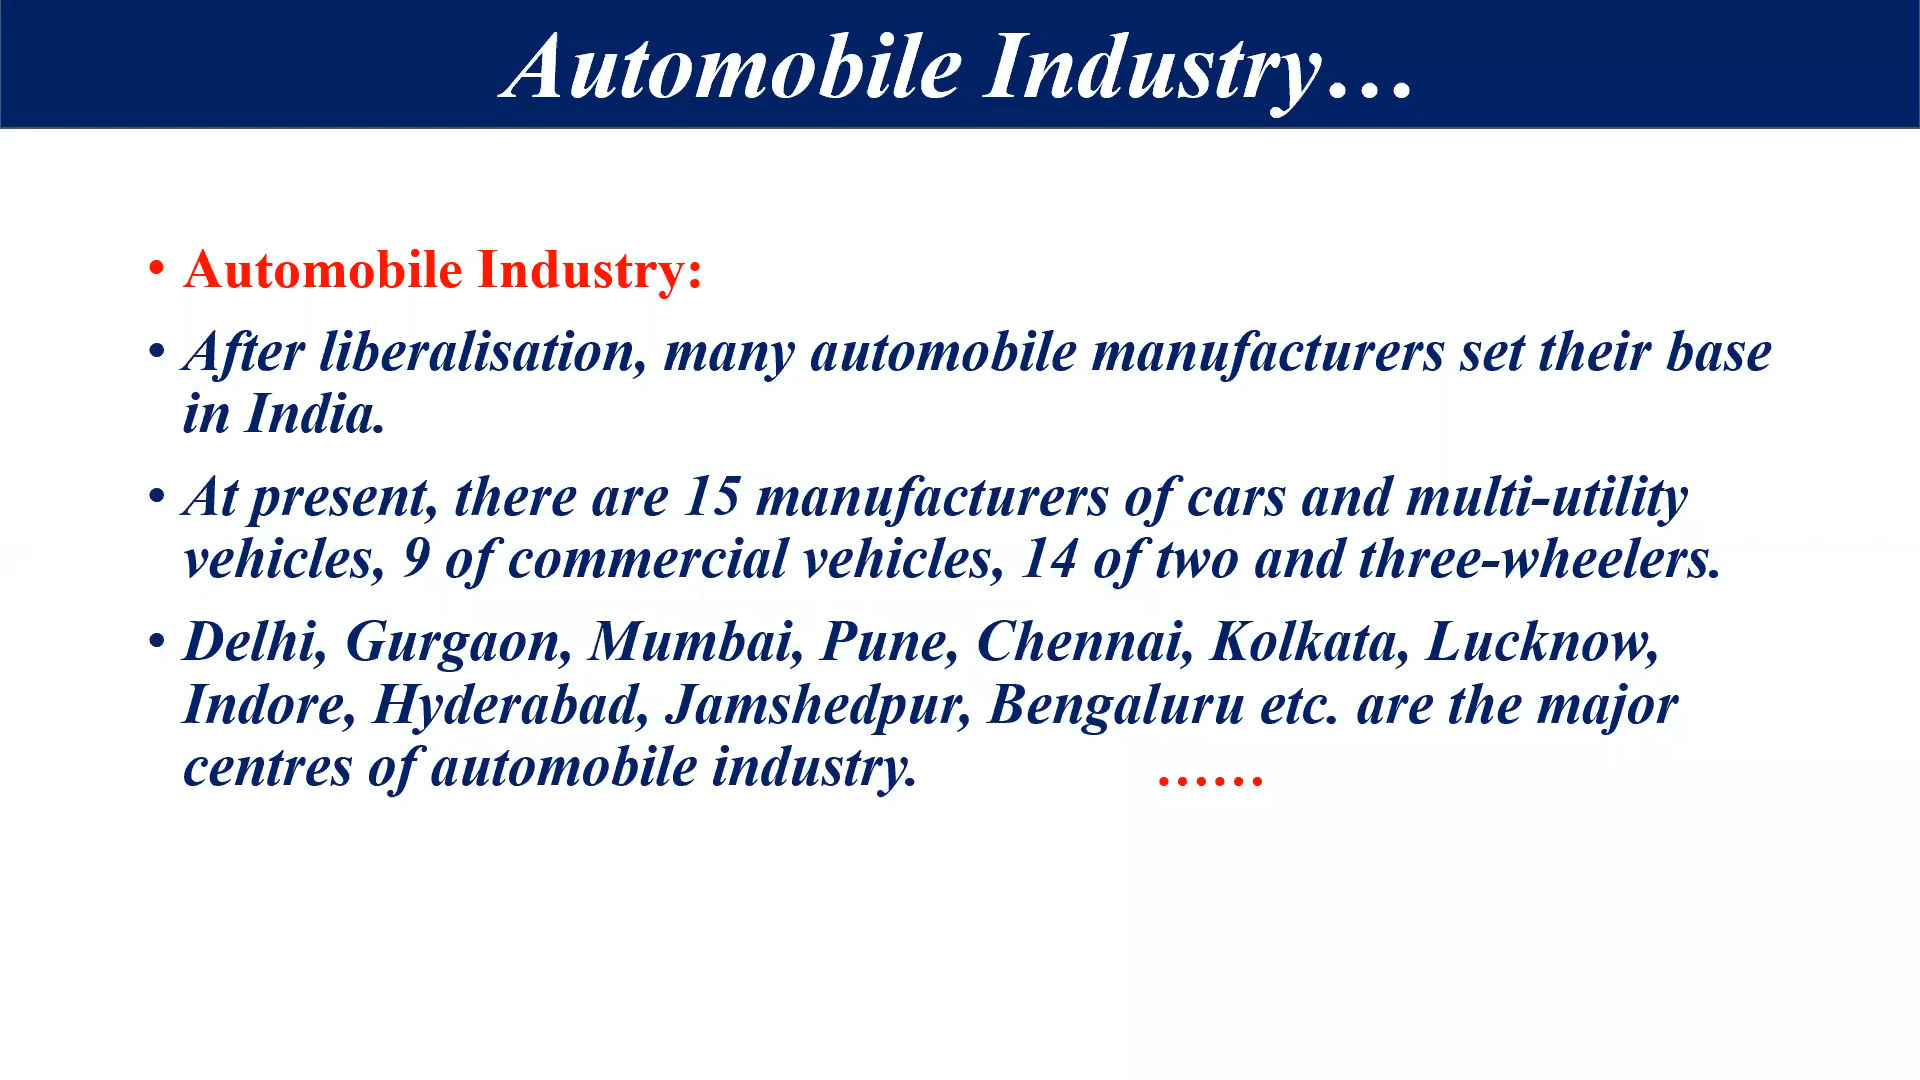 Automobile Industry…
• Automobile Industry:
• After liberalisation, many automobile manufacturers set their base
in India.
• At present, there are 15 manufacturers of cars and multi-utility
vehicles, 9 of commercial vehicles, 14 of two and three-wheelers.
• Delhi, Gurgaon, Mumbai, Pune, Chennai, Kolkata, Lucknow,
Indore, Hyderabad, Jamshedpur, Bengaluru etc. are the major
centres of automobile industry. ……